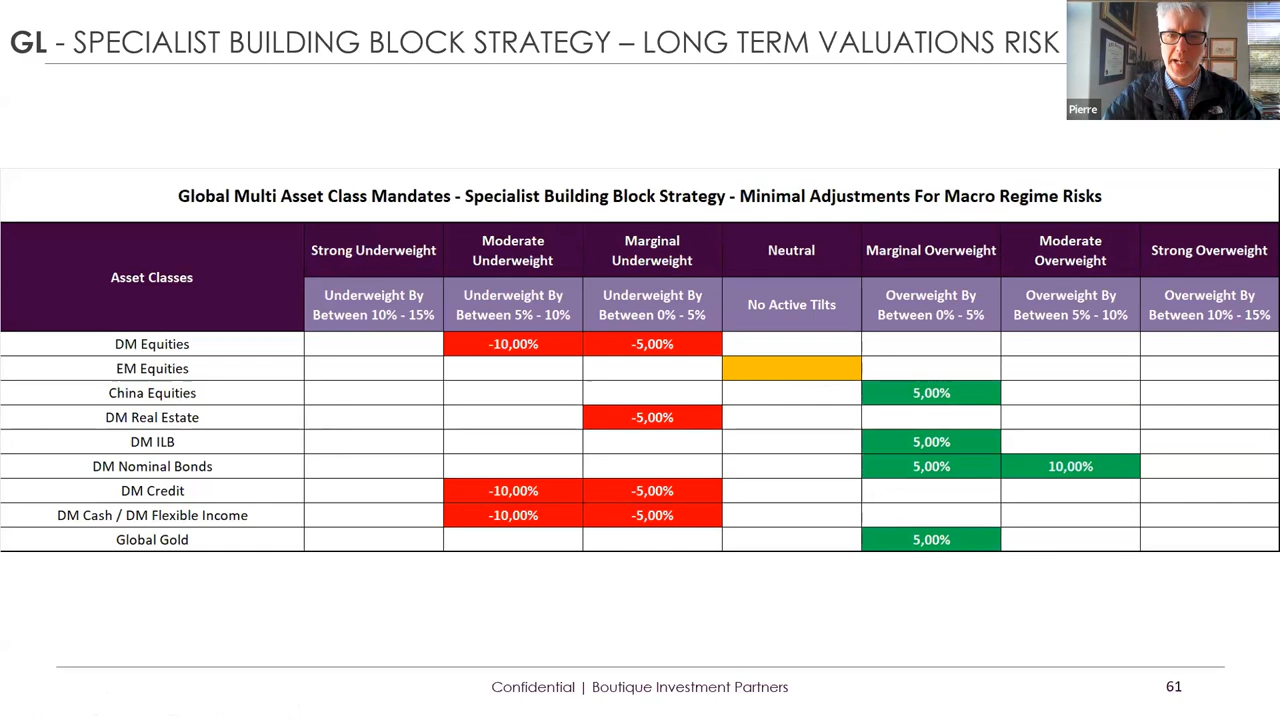 GL - SPECIALIST BUILDING BLOCK STRATEGY – LONG TERM VALUATIONS RISK
Pierre
Global Multi Asset Class Mandates - Specialist Building Block Strategy - Minimal Adjustments For Macro Regime Risks
Asset Classes
Strong Underweight
Moderate
Underweight
Marginal
Underweight
Neutral
Marginal Overweight
Moderate
Overweight
Strong Overweight
Underweight By
Between 10% - 15%
Underweight By
Between 5% - 10%
Underweight By
Between 0% - 5%
No Active Tilts
Overweight By
Between 0% - 5%
Overweight By
Between 5% - 10%
Overweight By
Between 10% - 15%
DM Equities -10,00% -5,00%
EM Equities
China Equities 5,00%
DM Real Estate -5,00%
DM ILB 5,00%
DM Nominal Bonds 5,00% 10,00%
DM Credit -10,00% -5,00%
DM Cash / DM Flexible Income -10,00% -5,00%
Global Gold 5,00%
Confidential | Boutique Investment Partners
61